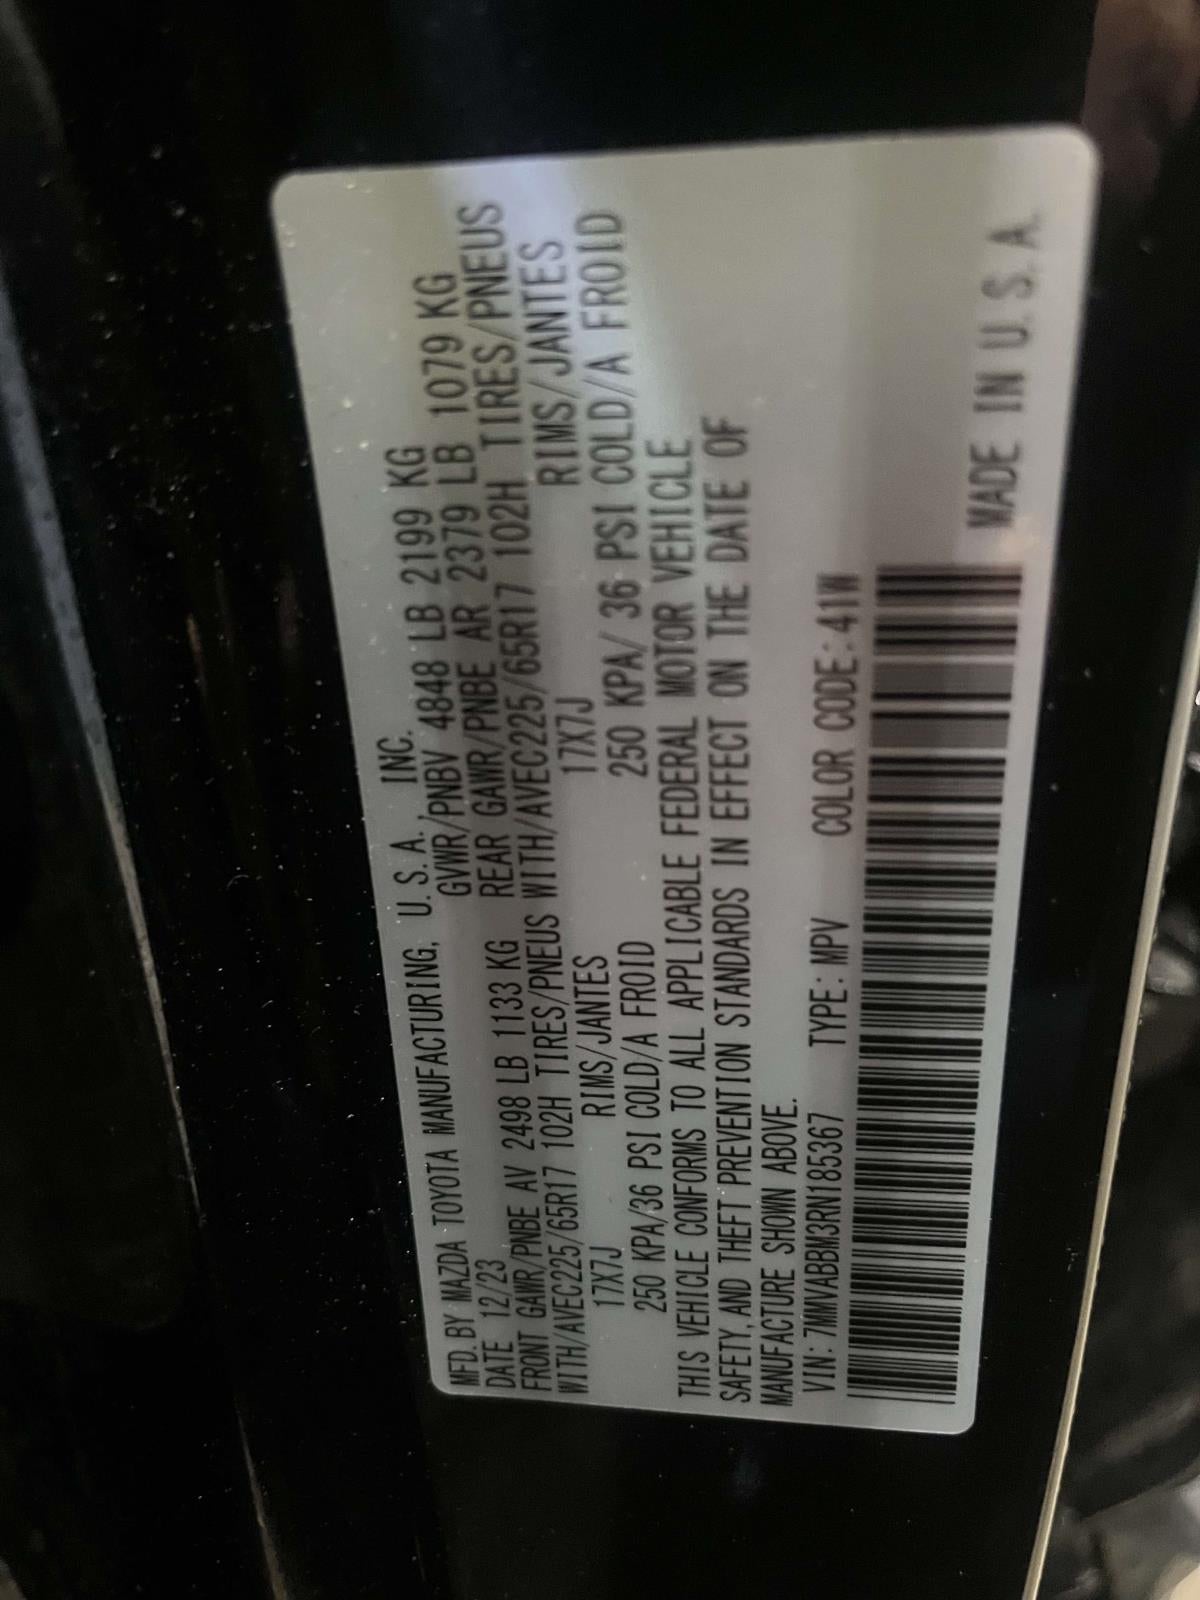 MFD. BY MAZDA TOYOTA MANUFACTURING, U.S.A., INC.
DATE 12/23 GVWR/PNBV 4848 LB 2199 KG
FRONT GAWR/PNBE AV 2498 LB 1133 KG REAR GAWR/PNBE AR 2379 LB 1079 KG
WITH/AVEC225/65R17 102H TIRES/PNEUS WITH/AVEC225/65R17 102H TIRES/PNEUS
17X7J RIMS/JANTES 17X7J RIMS/JANTES
250 KPA/36 PSI COLD/A FROID 250 KPA/ 36 PSI COLD/A FROID
THIS VEHICLE CONFORMS TO ALL APPLICABLE FEDERAL MOTOR VEHICLE
SAFETY, AND THEFT PREVENTION STANDARDS IN EFFECT ON THE DATE OF
MANUFACTURE SHOWN ABOVE.
VIN: 7MMVABBM3RN185367 TYPE: MPV COLOR CODE: 41W
MADE IN U.S.A.